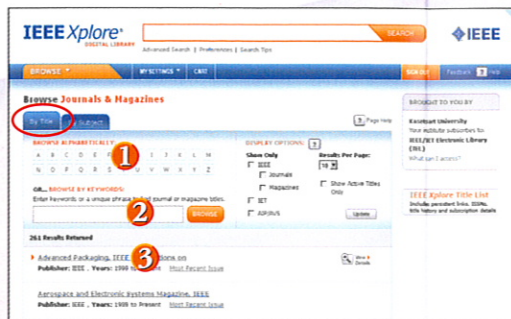 IEEE Xplore®
DIGITAL LIBRARY
SEARCH
IEEE
Advanced Search | Preferences | Search Tips
BROWSE
MY SETTINGS
CART
SIGN OUT
Feedback
? Help
Browse Journals & Magazines
By Title
By Subject
? Page Help
BROWSE ALPHABETICALLY
1
A B C D E F I J K L M
N O P Q R S V W X Y Z
OR... BROWSE BY KEYWORDS:
Enter keywords or a unique phrase to find journal or magazine titles.
2
BROWSE
DISPLAY OPTIONS: ?
Show Only
IEEE
Journals
Magazines
IET
AIP/AVS
Results Per Page:
10
Show Active Titles
Only
Update
261 Results Returned
3
Advanced Packaging, IEEE on
Publisher: IEEE , Years: 1999 to Present Most Recent Issue
View
Details
Aerospace and Electronic Systems Magazine, IEEE
Publisher: IEEE , Years: to Present Most Recent Issue
BROUGHT TO YOU BY
Kasetsart University
Your institute subscribes to:
IEEE/IET Electronic Library
(IEL)
What can I access?
IEEE Xplore Title List
Includes persistent links, ISSNs,
title history and subscription details